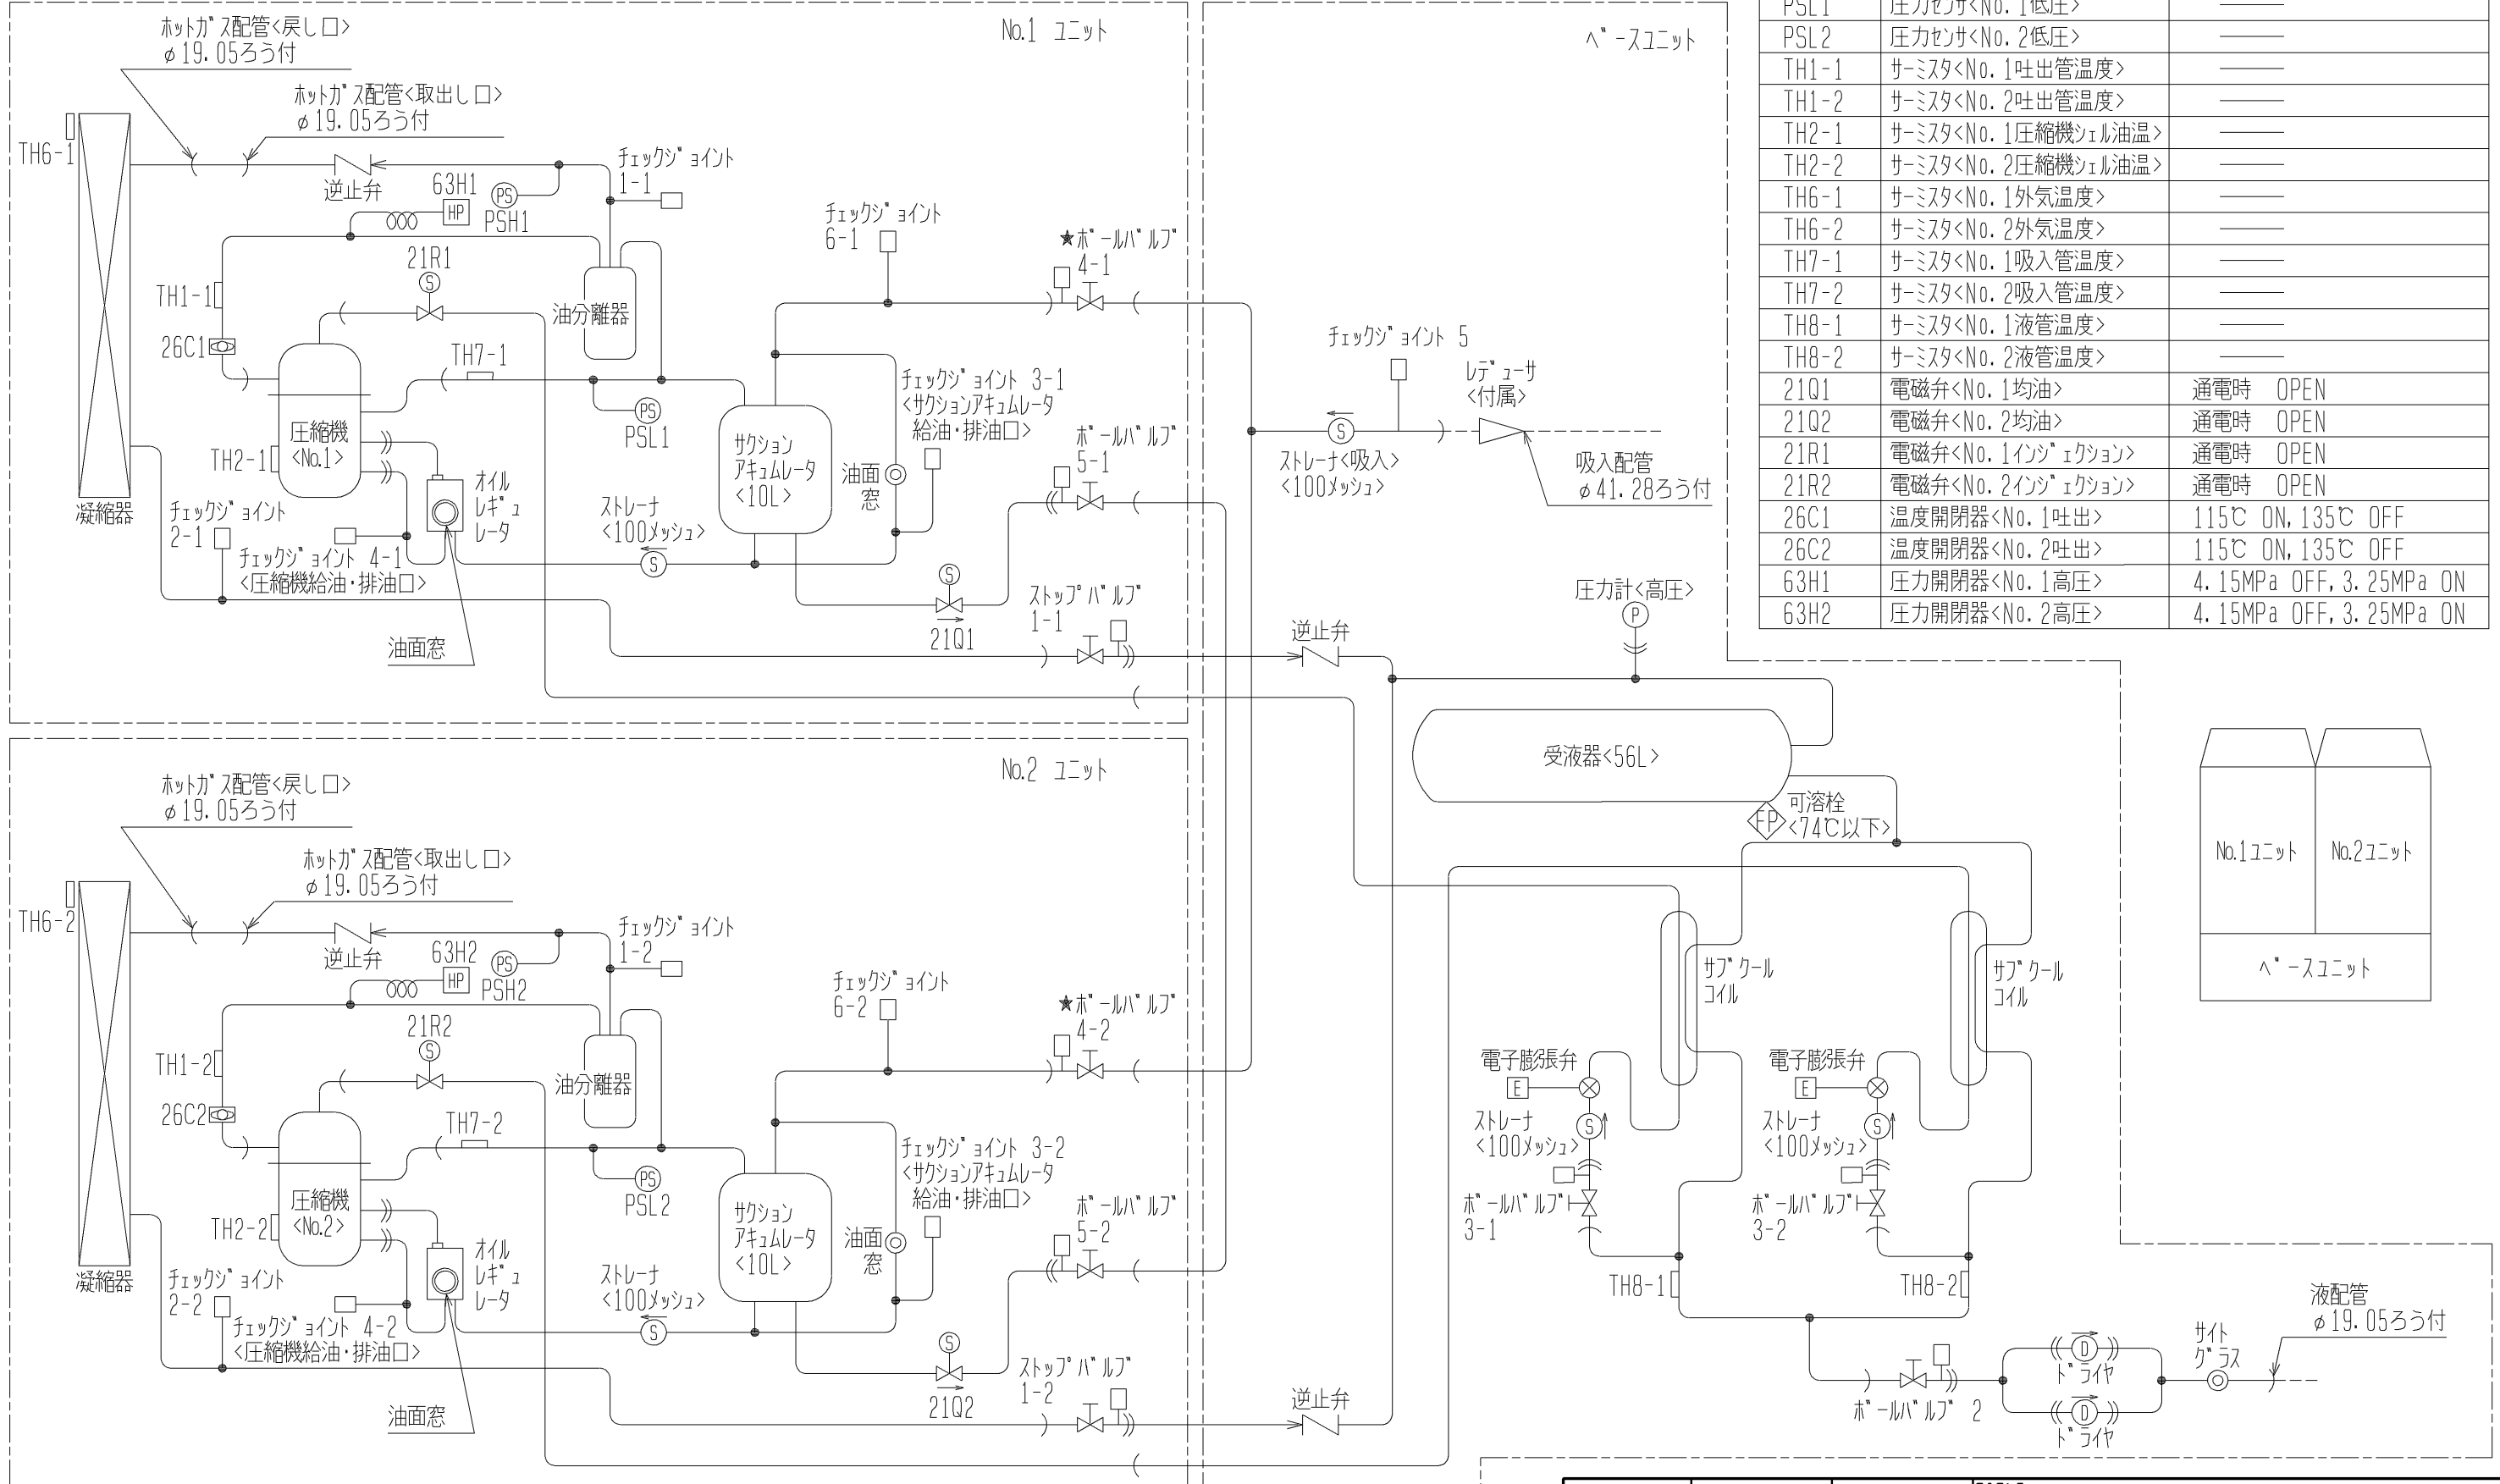 No.1 ユニット
ホットガス配管<戻し口>
φ19.05ろう付
ホットガス配管<取出し口>
φ19.05ろう付
TH6-1
逆止弁
63H1
HP
PS
PSH1
チェックジョイント
1-1
21R1
S
TH1-1
26C1
油分離器
TH7-1
圧縮機
<No.1>
TH2-1
PS
PSL1
凝縮器
チェックジョイント
2-1
チェックジョイント 4-1
<圧縮機給油・排油口>
オイル
レギュ
レータ
油面窓
ストレーナ
<100メッシュ>
S
サクション
アキュムレータ
<10L>
油面
窓
チェックジョイント
6-1
★ボールバルブ
4-1
チェックジョイント 3-1
<サクションアキュムレータ
給油・排油口>
ボールバルブ
5-1
S
21Q1
ストップバルブ
1-1
No.2 ユニット
ホットガス配管<戻し口>
φ19.05ろう付
ホットガス配管<取出し口>
φ19.05ろう付
TH6-2
逆止弁
63H2
HP
PS
PSH2
チェックジョイント
1-2
21R2
S
TH1-2
26C2
油分離器
TH7-2
圧縮機
<No.2>
TH2-2
PS
PSL2
凝縮器
チェックジョイント
2-2
チェックジョイント 4-2
<圧縮機給油・排油口>
オイル
レギュ
レータ
油面窓
ストレーナ
<100メッシュ>
S
サクション
アキュムレータ
<10L>
油面
窓
チェックジョイント
6-2
★ボールバルブ
4-2
チェックジョイント 3-2
<サクションアキュムレータ
給油・排油口>
ボールバルブ
5-2
S
21Q2
ストップバルブ
1-2
ベースユニット
チェックジョイント 5
レデューサ
<付属>
S
ストレーナ<吸入>
<100メッシュ>
吸入配管
φ41.28ろう付
圧力計<高圧>
P
逆止弁
受液器<56L>
FP
可溶栓
<74℃以下>
サブクール
コイル
サブクール
コイル
電子膨張弁
E
ストレーナ
<100メッシュ>
S
ボールバルブ
3-1
電子膨張弁
E
ストレーナ
<100メッシュ>
S
ボールバルブ
3-2
TH8-1
TH8-2
逆止弁
ボールバルブ 2
D
ドライヤ
D
ドライヤ
サイト
グラス
液配管
φ19.05ろう付
PSL1 圧力センサ<No.1低圧> ―――
PSL2 圧力センサ<No.2低圧> ―――
TH1-1 サーミスタ<No.1吐出管温度> ―――
TH1-2 サーミスタ<No.2吐出管温度> ―――
TH2-1 サーミスタ<No.1圧縮機シェル油温> ―――
TH2-2 サーミスタ<No.2圧縮機シェル油温> ―――
TH6-1 サーミスタ<No.1外気温度> ―――
TH6-2 サーミスタ<No.2外気温度> ―――
TH7-1 サーミスタ<No.1吸入管温度> ―――
TH7-2 サーミスタ<No.2吸入管温度> ―――
TH8-1 サーミスタ<No.1液管温度> ―――
TH8-2 サーミスタ<No.2液管温度> ―――
21Q1 電磁弁<No.1均油> 通電時 OPEN
21Q2 電磁弁<No.2均油> 通電時 OPEN
21R1 電磁弁<No.1インジェクション> 通電時 OPEN
21R2 電磁弁<No.2インジェクション> 通電時 OPEN
26C1 温度開閉器<No.1吐出> 115℃ ON,135℃ OFF
26C2 温度開閉器<No.2吐出> 115℃ ON,135℃ OFF
63H1 圧力開閉器<No.1高圧> 4.15MPa OFF,3.25MPa ON
63H2 圧力開閉器<No.2高圧> 4.15MPa OFF,3.25MPa ON
No.1ユニット
No.2ユニット
ベースユニット